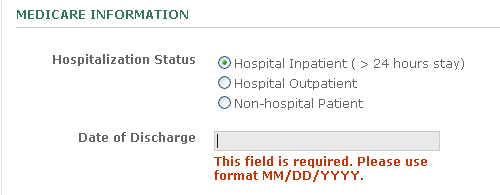 MEDICARE INFORMATION
Hospitalization Status
Hospital Inpatient ( > 24 hours stay)
Hospital Outpatient
Non-hospital Patient
Date of Discharge
This field is required. Please use
format MM/DD/YYYY.